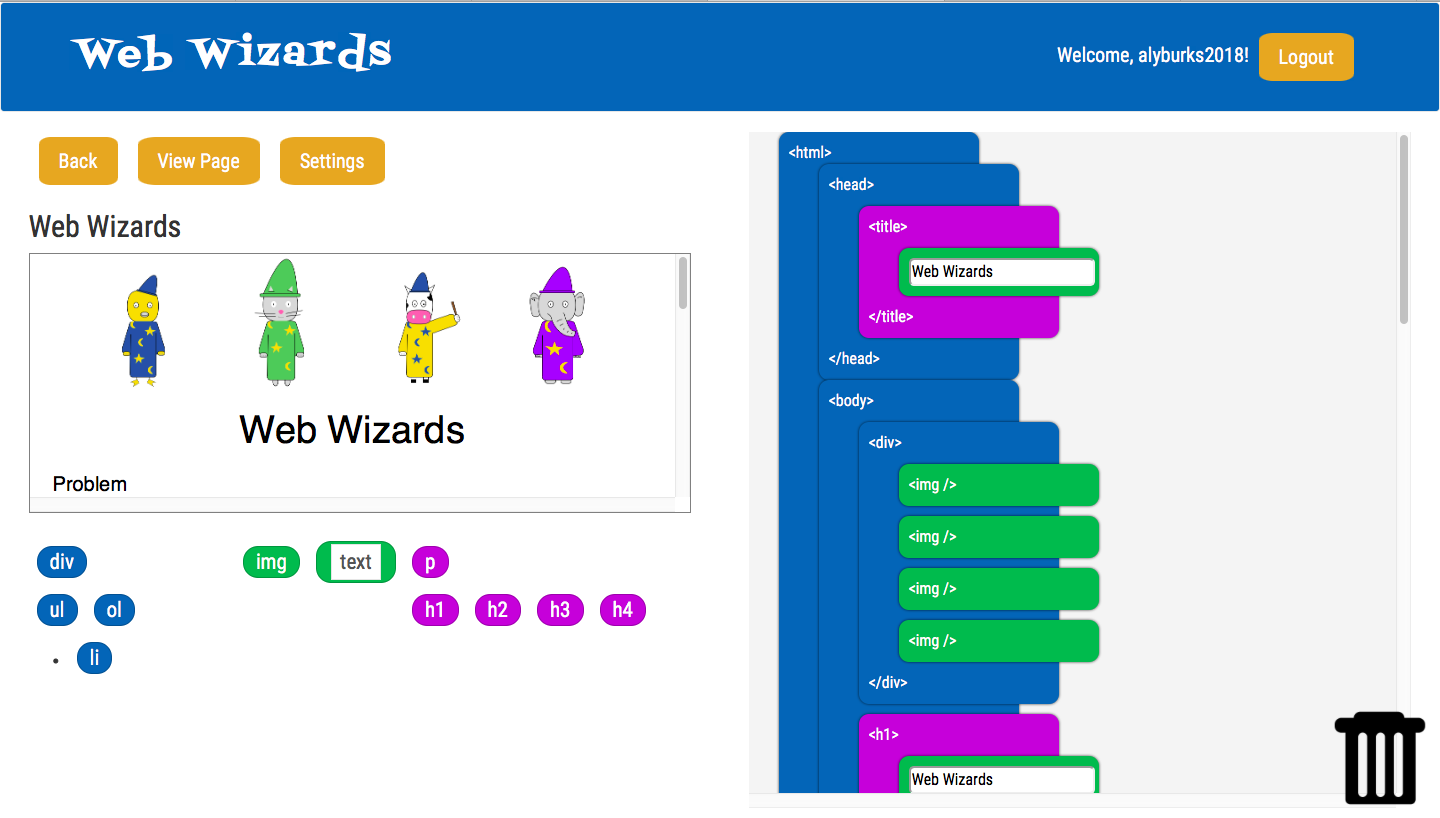 Web Wizards
Welcome, alyburks2018! Logout
Back View Page Settings
Web Wizards
Web Wizards
Problem
div img text p
ul ol h1 h2 h3 h4
li
<html>
<head>
<title>
Web Wizards
</title>
</head>
<body>
<div>
<img />
<img />
<img />
<img />
</div>
<h1>
Web Wizards